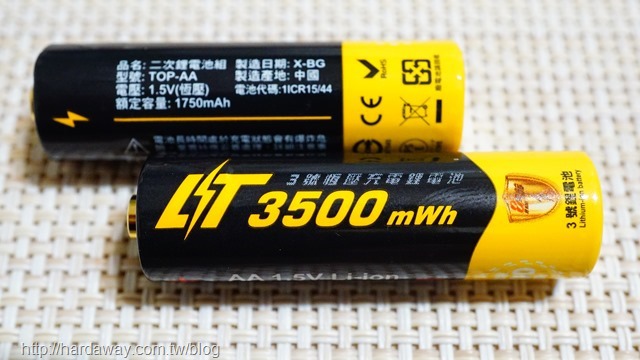 品名: 二次鋰電池組 製造日期: X-BG
型號: TOP-AA 製造產地: 中國
電壓: 1.5V(恆壓) 電池代碼:1ICR15/44
額定容量: 1750mAh
RoHS
CE
LT 3號恆壓充電鋰電池
3500 mWh
AA 1.5V Li-ion
3 號鋰電池
Lithium-ion battery
http://hardaway.com.tw/blog